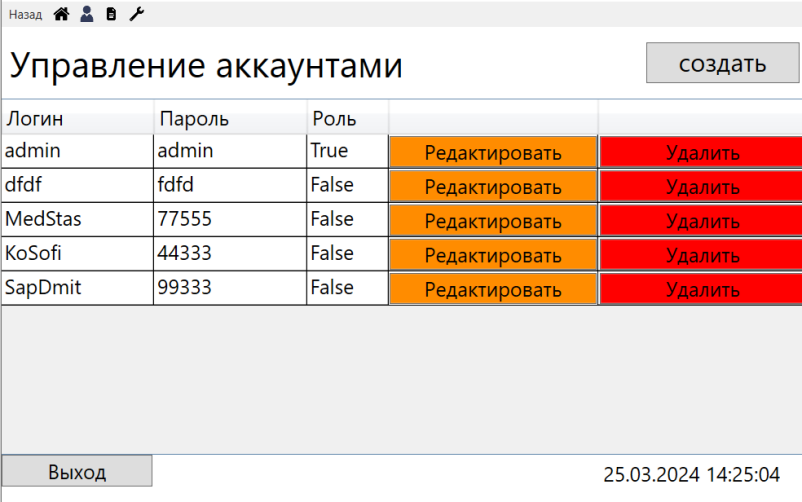 Назад
Управление аккаунтами
создать
Логин Пароль Роль
admin admin True Редактировать Удалить
dfdf fdfd False Редактировать Удалить
MedStas 77555 False Редактировать Удалить
KoSofi 44333 False Редактировать Удалить
SapDmit 99333 False Редактировать Удалить
Выход 25.03.2024 14:25:04